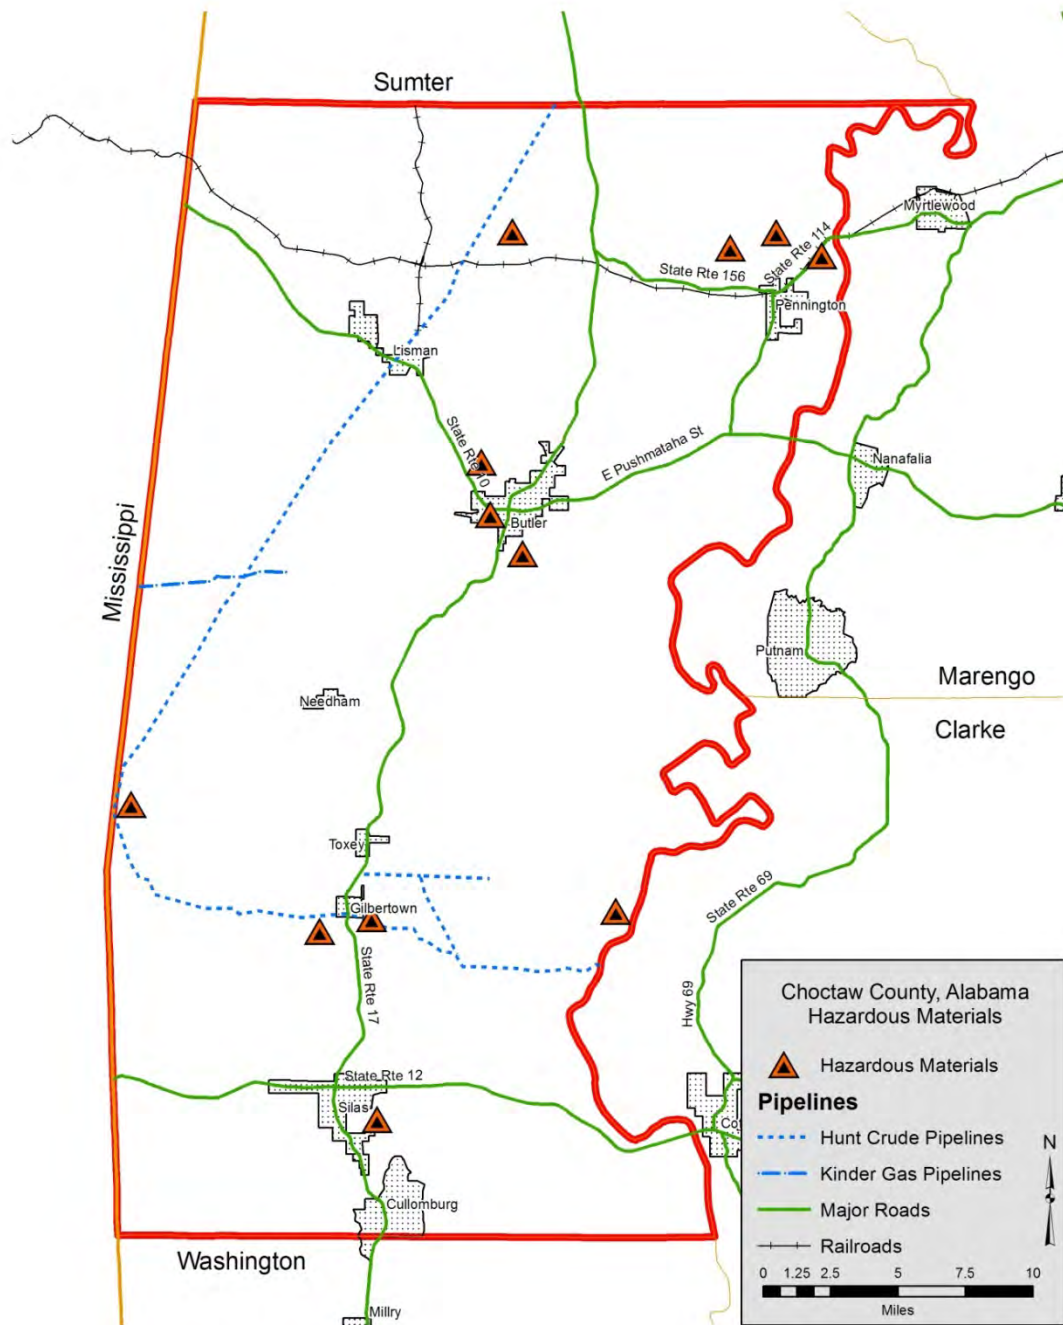 Sumter
Myrtlewood
State Rte 114
State Rte 156
Pennington
Lisman
State Rte 10
E Pushmataha St
Nanafalia
Butler
Mississippi
Putnam
Marengo
Needham
Clarke
Toxey
State Rte 69
Gilbertown
State Rte 17
Hwy 69
State Rte 12
Silas
Co
Cullomburg
Washington
Millry
Choctaw County, Alabama
Hazardous Materials
Hazardous Materials
Pipelines
Hunt Crude Pipelines
N
Kinder Gas Pipelines
Major Roads
Railroads
0 1.25 2.5 5 7.5 10
Miles